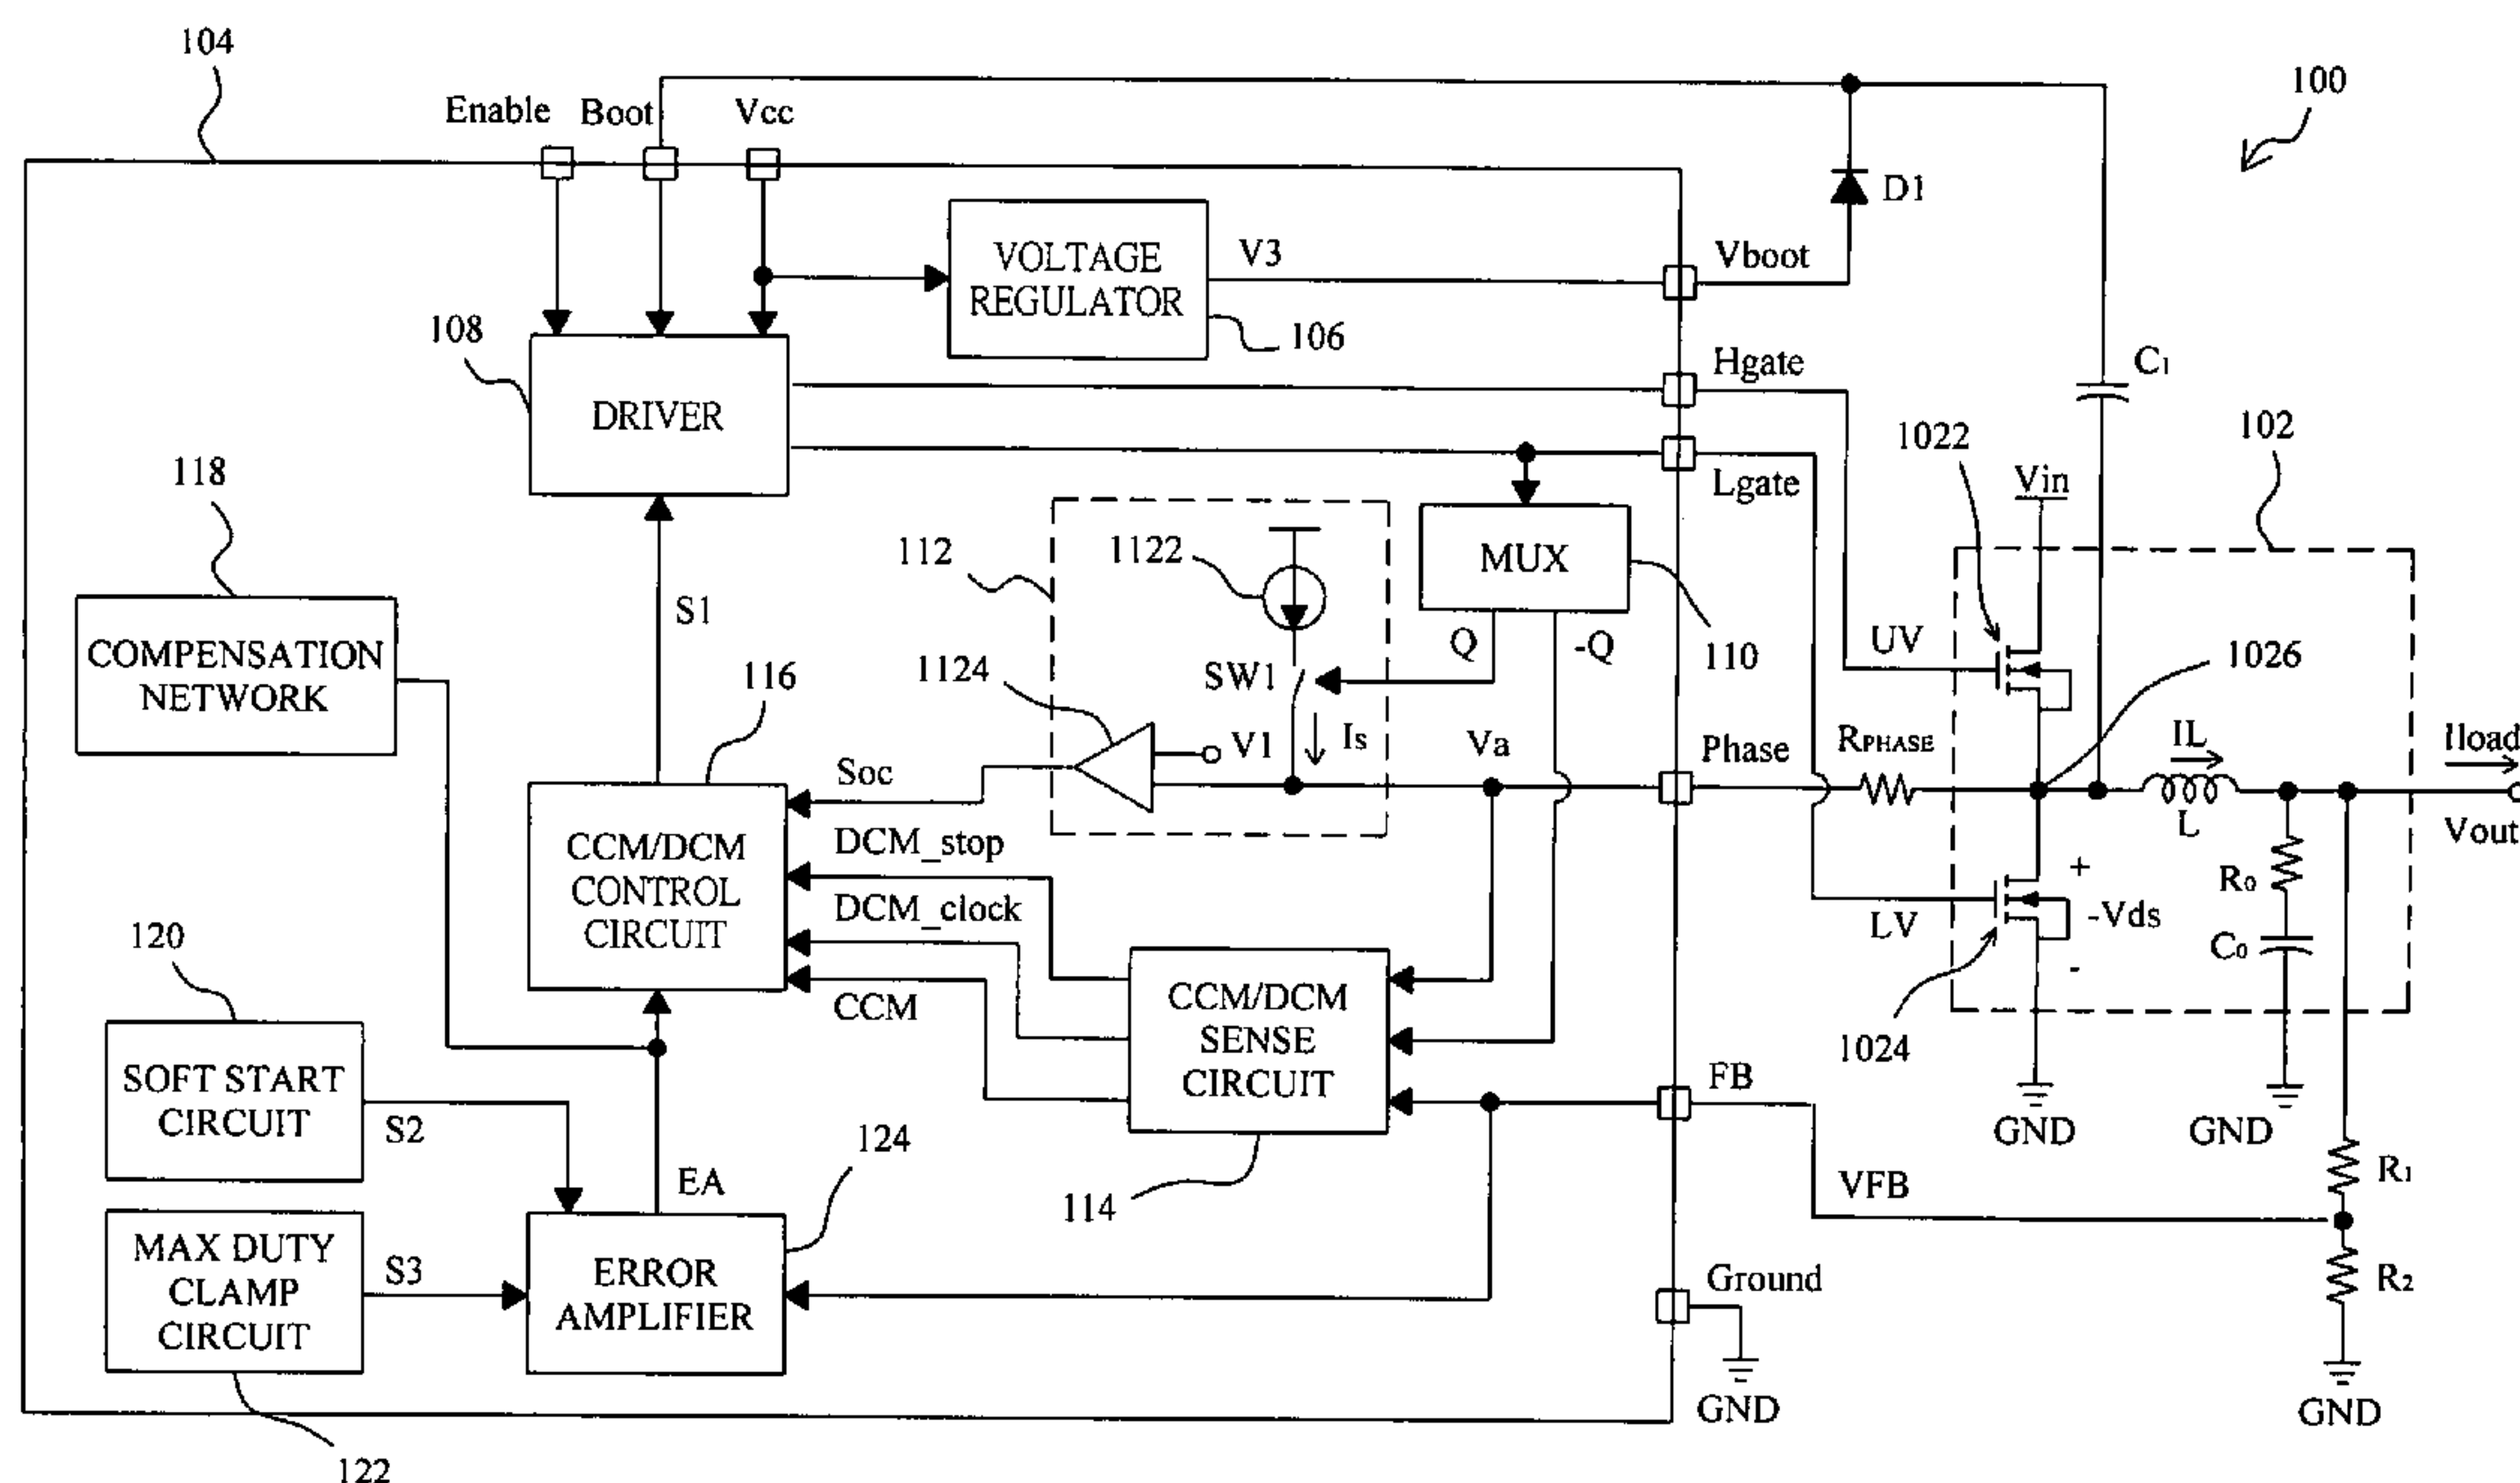 104
100
Enable
Boot
Vcc
D1
VOLTAGE
REGULATOR
V3
Vboot
106
108
DRIVER
Hgate
C1
Lgate
102
1022
Vin
118
COMPENSATION
NETWORK
S1
112
1122
MUX
Q
-Q
110
UV
1026
SW1
1124
116
V1
Is
Va
Phase
RPHASE
IL
Iload
L
Vout
Soc
DCM_stop
DCM_clock
CCM
CCM/DCM
CONTROL
CIRCUIT
+
-Vds
-
LV
R0
C0
1024
GND
GND
120
SOFT START
CIRCUIT
S2
CCM/DCM
SENSE
CIRCUIT
114
FB
VFB
R1
R2
EA
124
MAX DUTY
CLAMP
CIRCUIT
S3
ERROR
AMPLIFIER
Ground
GND
GND
122